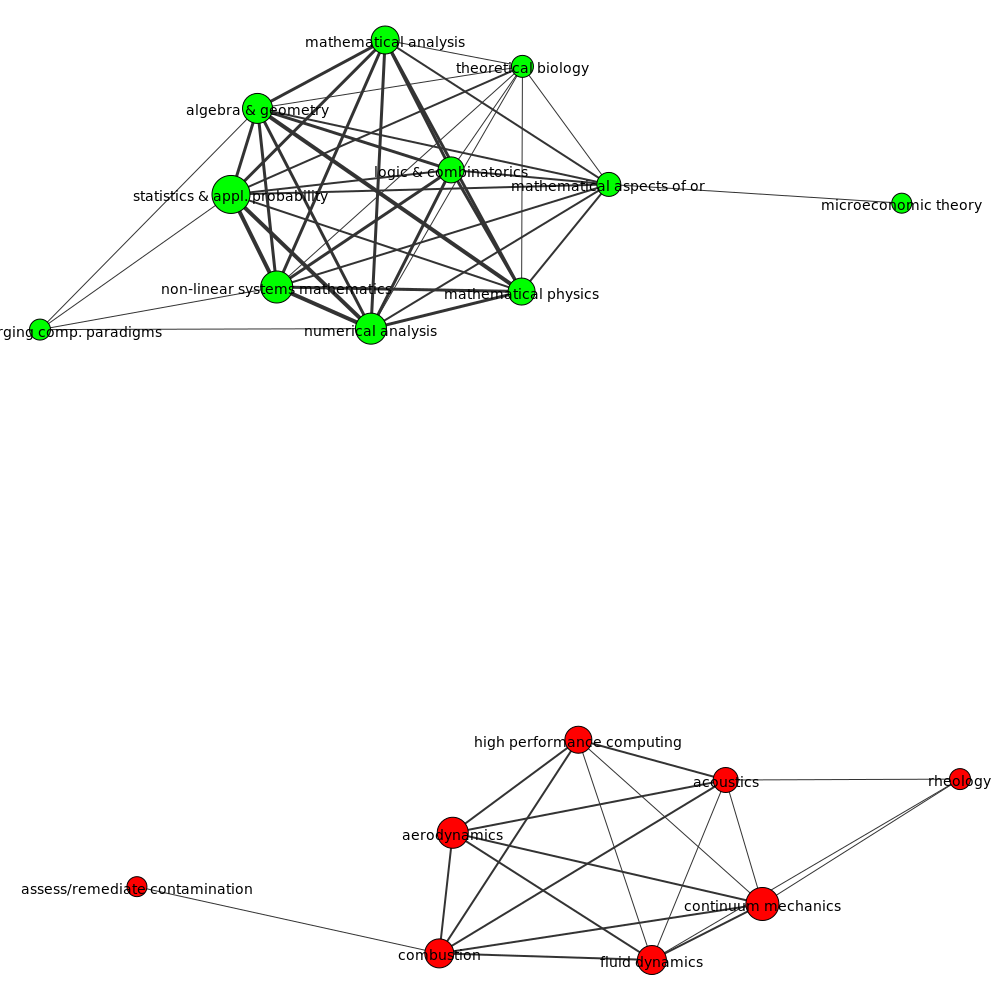 mathematical analysis
theoretical biology
algebra & geometry
logic & combinatorics
mathematical aspects of or
statistics & appl. probability
microeconomic theory
non-linear systems mathematics
mathematical physics
rging comp. paradigms
numerical analysis
high performance computing
acoustics
rheology
aerodynamics
assess/remediate contamination
continuum mechanics
combustion
fluid dynamics